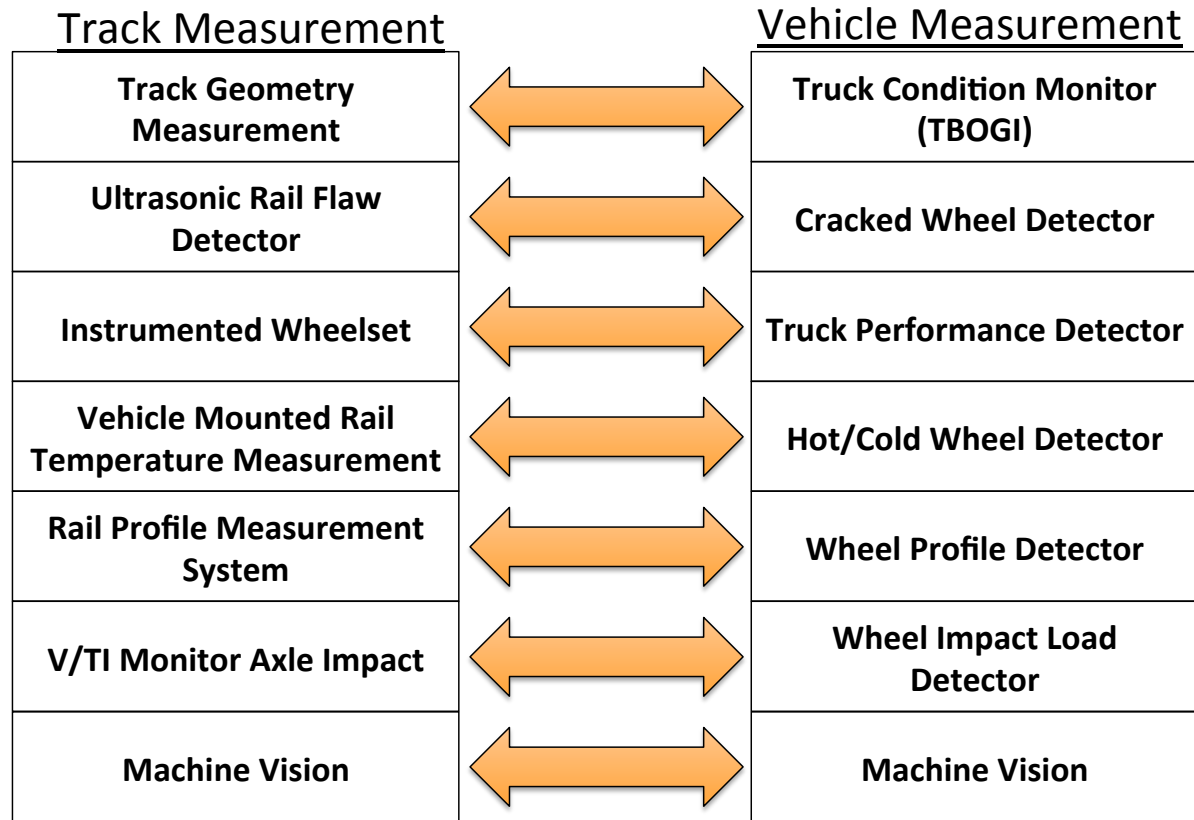 Track Measurement
Vehicle Measurement
Track Geometry
Measurement
Truck Condition Monitor
(TBOGI)
Ultrasonic Rail Flaw
Detector
Cracked Wheel Detector
Instrumented Wheelset
Truck Performance Detector
Vehicle Mounted Rail
Temperature Measurement
Hot/Cold Wheel Detector
Rail Profile Measurement
System
Wheel Profile Detector
V/TI Monitor Axle Impact
Wheel Impact Load
Detector
Machine Vision
Machine Vision